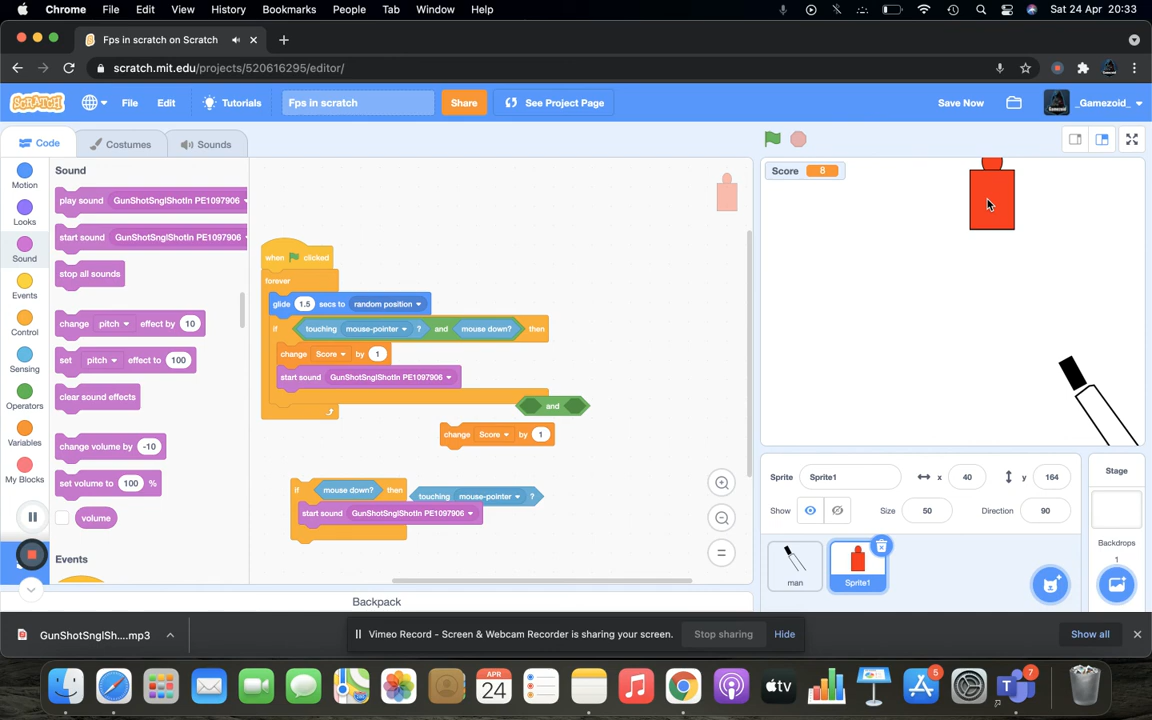 Chrome File Edit View History Bookmarks People Tab Window Help Sat 24 Apr 20:33
Fps in scratch on Scratch
scratch.mit.edu/projects/520616295/editor/
SCRATCH File Edit Tutorials Fps in scratch Share See Project Page Save Now _Gamezoid_
Code Costumes Sounds
Motion
Looks
Sound
Events
Control
Sensing
Operators
Variables
My Blocks
Sound
play sound GunShotSnglShotIn PE1097906
start sound GunShotSnglShotIn PE1097906
stop all sounds
change pitch effect by 10
set pitch effect to 100
clear sound effects
change volume by -10
set volume to 100 %
volume
Events
when clicked
forever
glide 1.5 secs to random position
if touching mouse-pointer ? and mouse down? then
change Score by 1
start sound GunShotSnglShotIn PE1097906
and
change Score by 1
if mouse down? then touching mouse-pointer ?
start sound GunShotSnglShotIn PE1097906
Backpack
Score 8
Sprite Sprite1 x 40 y 164
Show Size 50 Direction 90
man
Sprite1
Stage
Backdrops
1
GunShotSnglSh....mp3
Vimeo Record - Screen & Webcam Recorder is sharing your screen. Stop sharing Hide
Show all
APR
24
tv
5
7